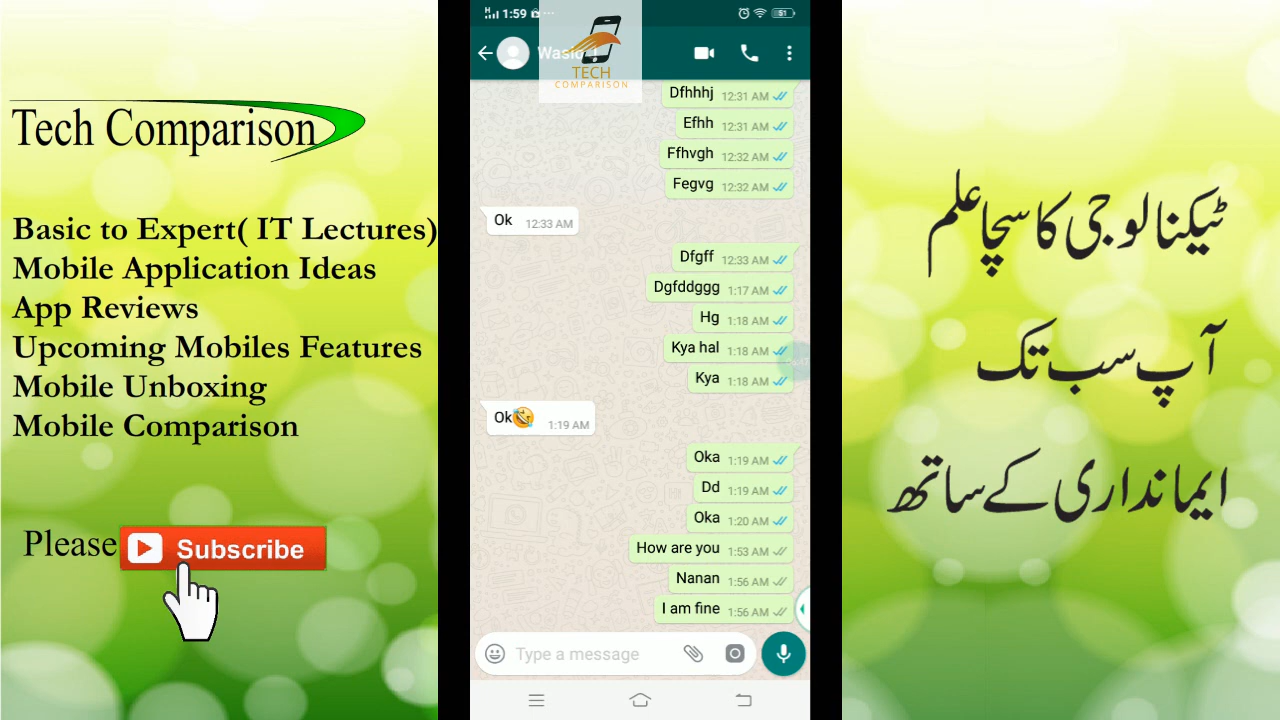 Tech Comparison
Basic to Expert( IT Lectures)
Mobile Application Ideas
App Reviews
Upcoming Mobiles Features
Mobile Unboxing
Mobile Comparison
Please Subscribe
H 1:59 51
TECH
COMPARISON
Dfhhhj 12:31 AM
Efhh 12:31 AM
Ffhvgh 12:32 AM
Fegvg 12:32 AM
Ok 12:33 AM
Dfgff 12:33 AM
Dgfddggg 1:17 AM
Hg 1:18 AM
Kya hal 1:18 AM
Kya 1:18 AM
Ok🤣 1:19 AM
Oka 1:19 AM
Dd 1:19 AM
Oka 1:20 AM
How are you 1:53 AM
Nanan 1:56 AM
I am fine 1:56 AM
Type a message
ٹیکنالوجی کا سچا علم
آپ سب تک
ایمانداری کے ساتھ